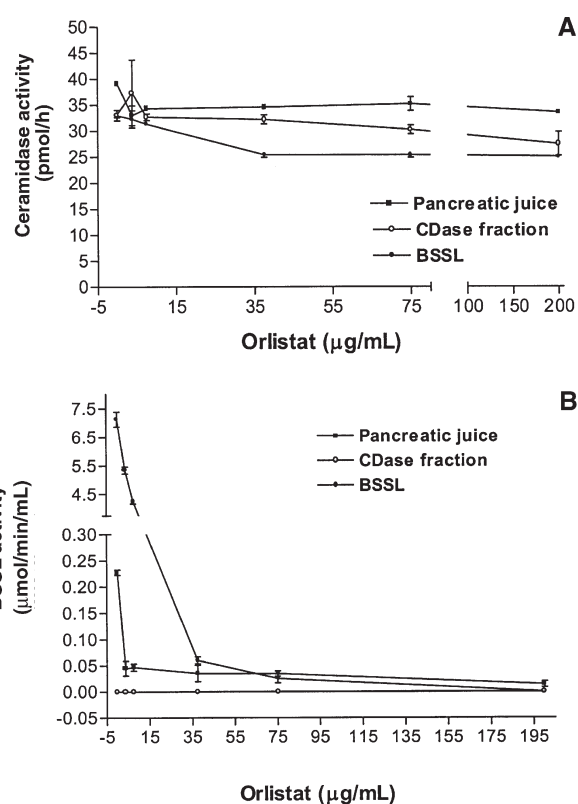 A
50
45
40
35
30
25
20
15
10
5
0
Ceramidase activity
(pmol/h)
Pancreatic juice
CDase fraction
BSSL
-5 15 35 55 75 100 150 200
Orlistat (μg/mL)
B
7.5
6.5
5.5
4.5
0.30
0.25
0.20
0.15
0.10
0.05
0.00
-0.05
(μmol/min/mL)
Pancreatic juice
CDase fraction
BSSL
-5 15 35 55 75 95 115 135 155 175 195
Orlistat (μg/mL)